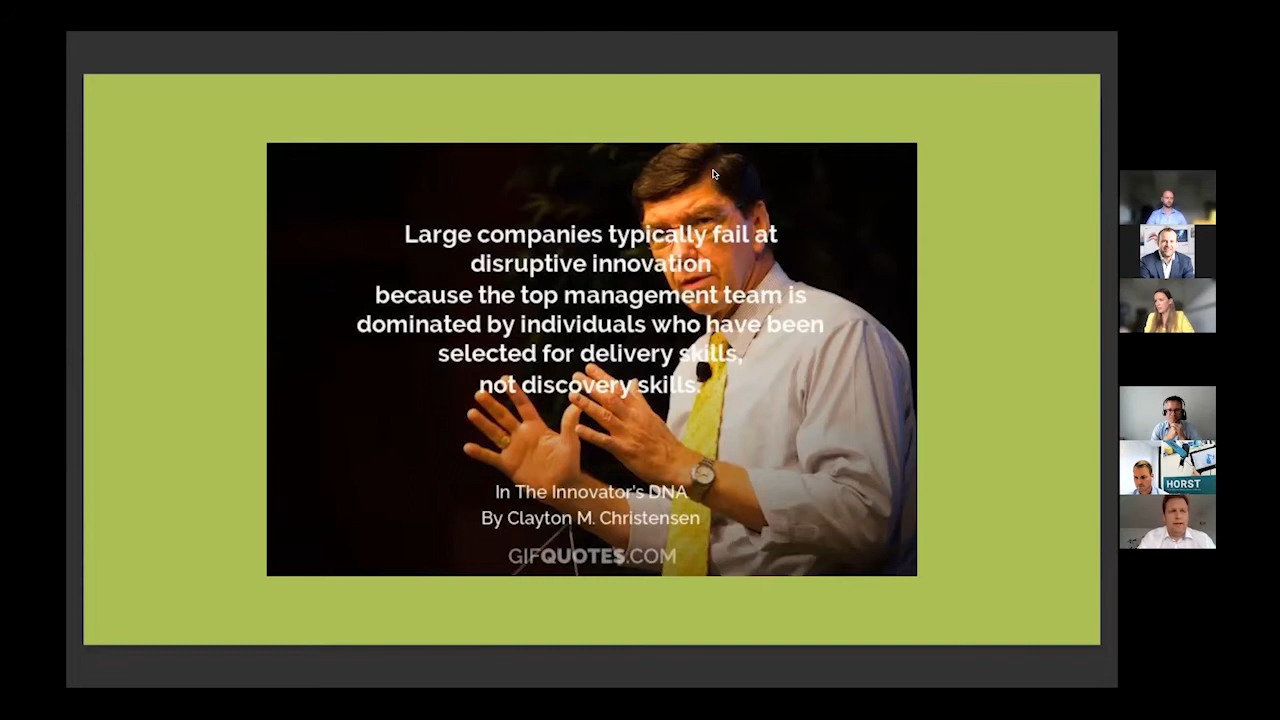 Large companies typically fail at
disruptive innovation
because the top management team is
dominated by individuals who have been
selected for delivery skills,
not discovery skills.
In The Innovator's DNA
By Clayton M. Christensen
GIFQUOTES.COM
HORST